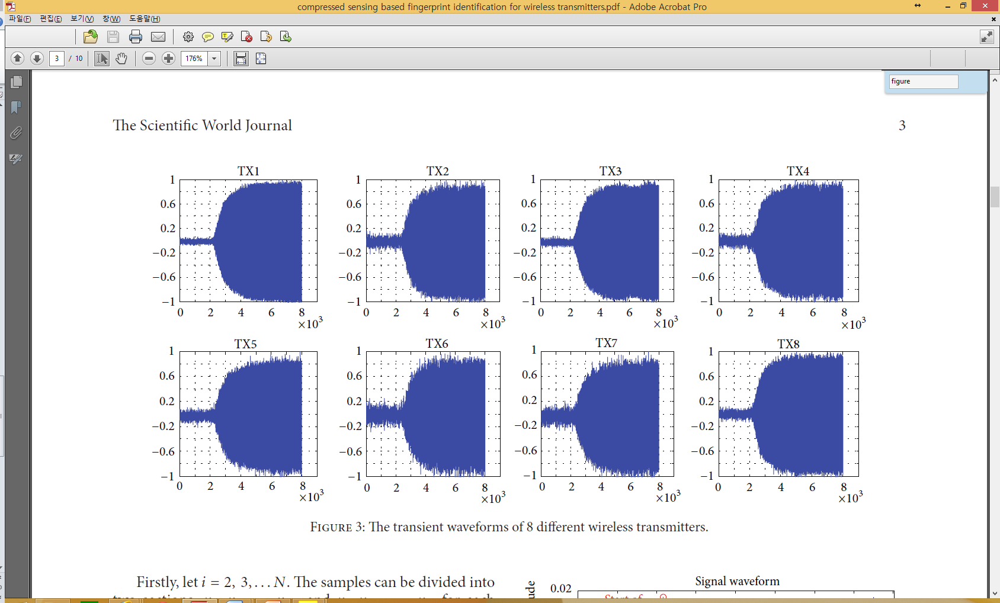 compressed sensing based fingerprint identification for wireless transmitters.pdf - Adobe Acrobat Pro
파일(F) 편집(E) 보기(V) 창(W) 도움말(H)
3 / 10 176%
figure
The Scientific World Journal 3
TX1 TX2 TX3 TX4
1 1 1 1
0.6 0.6 0.6 0.6
0.2 0.2 0.2 0.2
−0.2 −0.2 −0.2 −0.2
−0.6 −0.6 −0.6 −0.6
−1 −1 −1 −1
0 2 4 6 8 0 2 4 6 8 0 2 4 6 8 0 2 4 6 8
×10³ ×10³ ×10³ ×10³
TX5 TX6 TX7 TX8
1 1 1 1
0.6 0.6 0.6 0.6
0.2 0.2 0.2 0.2
−0.2 −0.2 −0.2 −0.2
−0.6 −0.6 −0.6 −0.6
−1 −1 −1 −1
0 2 4 6 8 0 2 4 6 8 0 2 4 6 8 0 2 4 6 8
×10³ ×10³ ×10³ ×10³
FIGURE 3: The transient waveforms of 8 different wireless transmitters.
Firstly, let i = 2, 3, . . . N. The samples can be divided into
Signal waveform
0.02
Start of